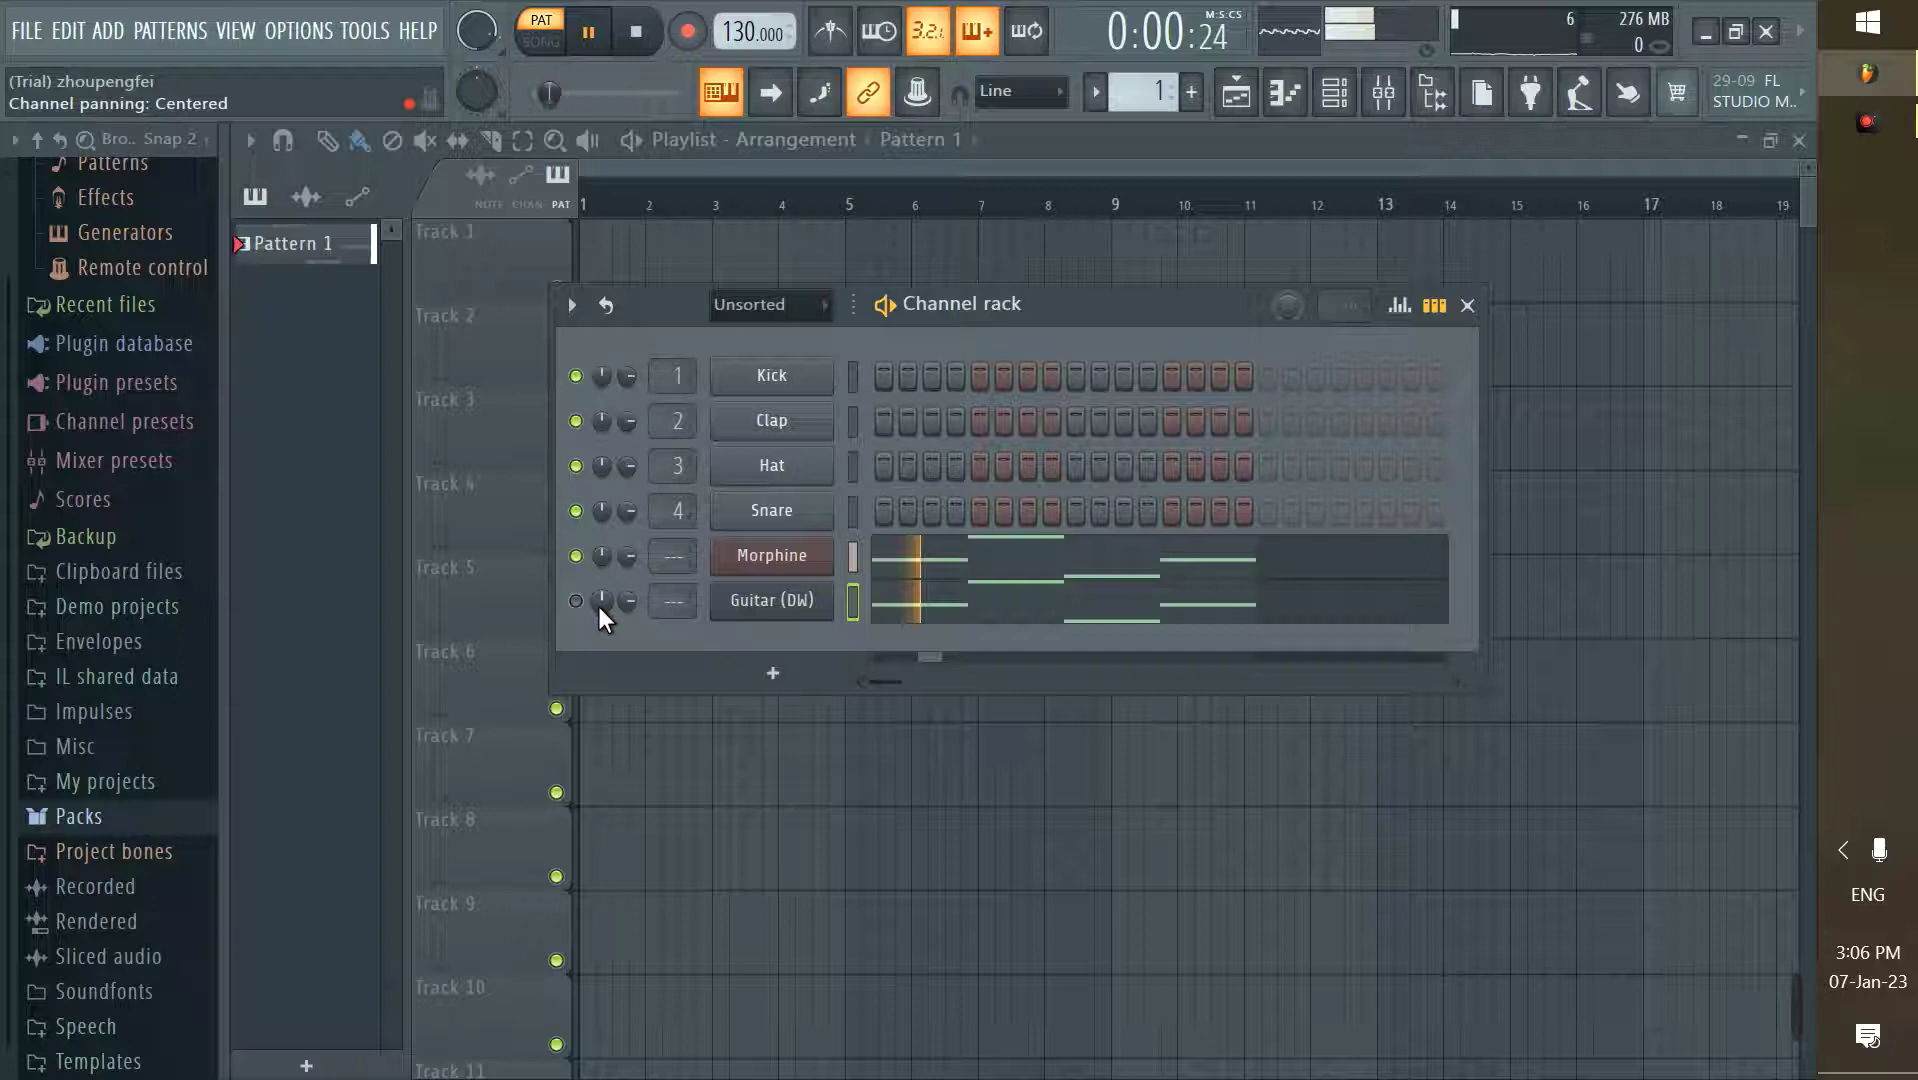 FILE EDIT ADD PATTERNS VIEW OPTIONS TOOLS HELP
PAT
SONG
130.000
3.2.
0:00:24
M:S:CS
6
276 MB
0
(Trial) zhoupengfei
Channel panning: Centered
Line
1
+
29-09 FL
STUDIO M..
Bro.. Snap 2
Playlist - Arrangement
Pattern 1
NOTE CHAN PAT
1 2 3 4 5 6 7 8 9 10 11 12 13 14 15 16 17 18 19
Patterns
Effects
Generators
Remote control
Recent files
Plugin database
Plugin presets
Channel presets
Mixer presets
Scores
Backup
Clipboard files
Demo projects
Envelopes
IL shared data
Impulses
Misc
My projects
Packs
Project bones
Recorded
Rendered
Sliced audio
Soundfonts
Speech
Templates
Pattern 1
+
Track 1
Track 2
Track 3
Track 4
Track 5
Track 6
Track 7
Track 8
Track 9
Track 10
Track 11
Unsorted
Channel rack
1 Kick
2 Clap
3 Hat
4 Snare
--- Morphine
--- Guitar (DW)
+
ENG
3:06 PM
07-Jan-23